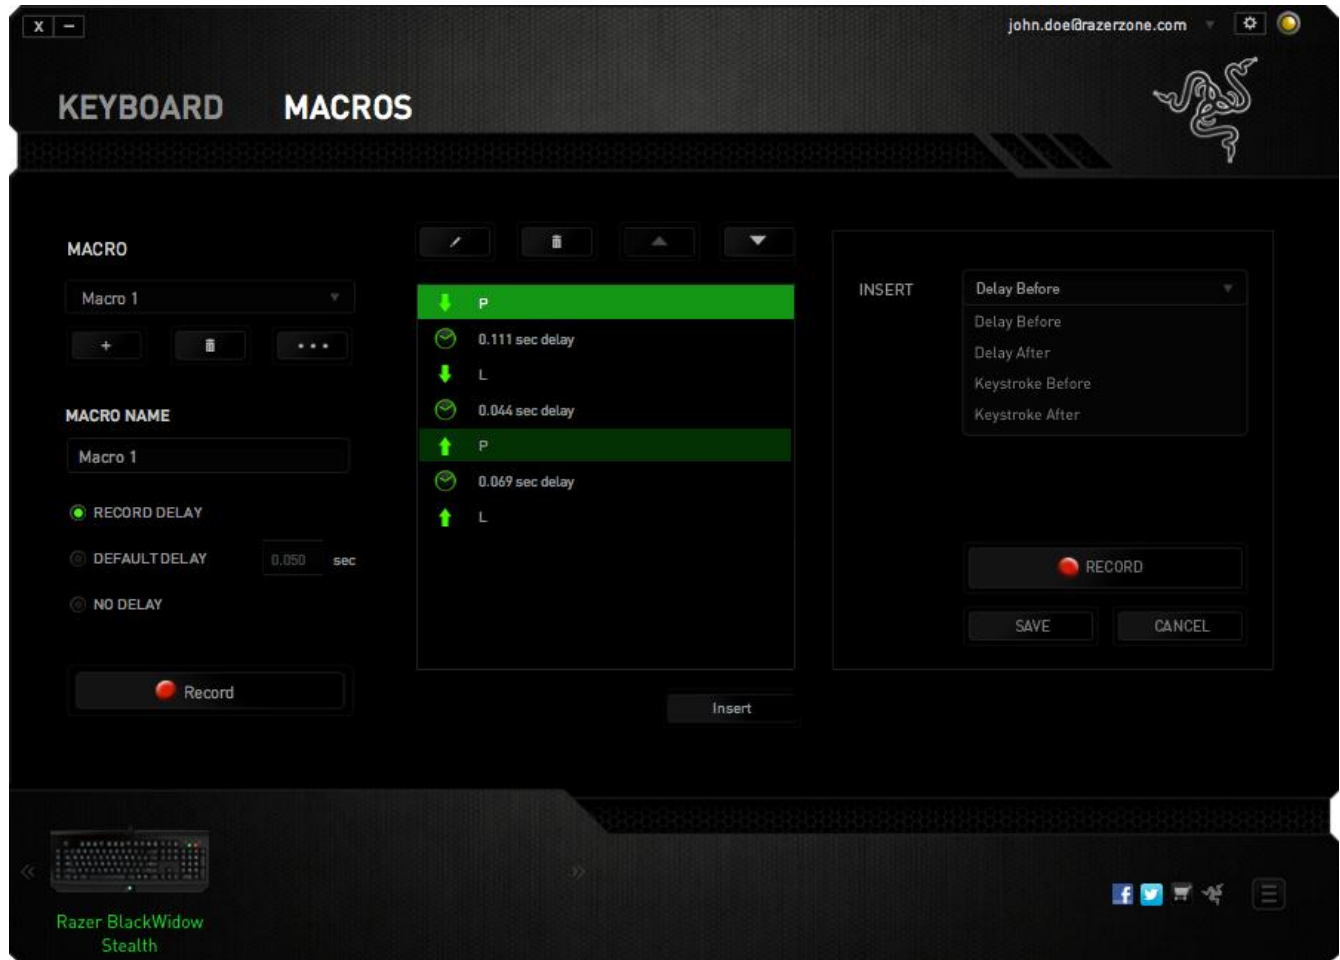 X –
john.doe@razerzone.com
KEYBOARD MACROS
MACRO
Macro 1
+
MACRO NAME
Macro 1
RECORD DELAY
DEFAULT DELAY 0.050 sec
NO DELAY
Record
P
0.111 sec delay
L
0.044 sec delay
P
0.069 sec delay
L
Insert
INSERT Delay Before
Delay Before
Delay After
Keystroke Before
Keystroke After
RECORD
SAVE CANCEL
Razer BlackWidow
Stealth
f